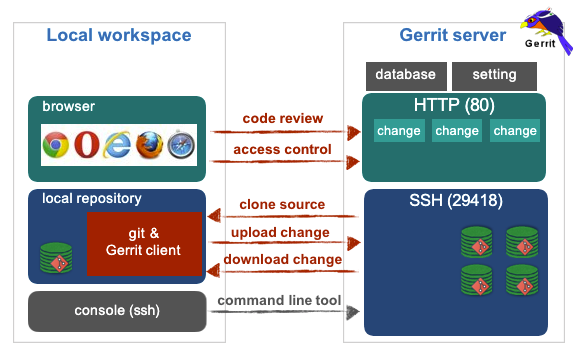 Local workspace
Gerrit server
Gerrit
database
setting
browser
code review
access control
HTTP (80)
change
change
change
local repository
git &
Gerrit client
clone source
upload change
download change
SSH (29418)
console (ssh)
command line tool